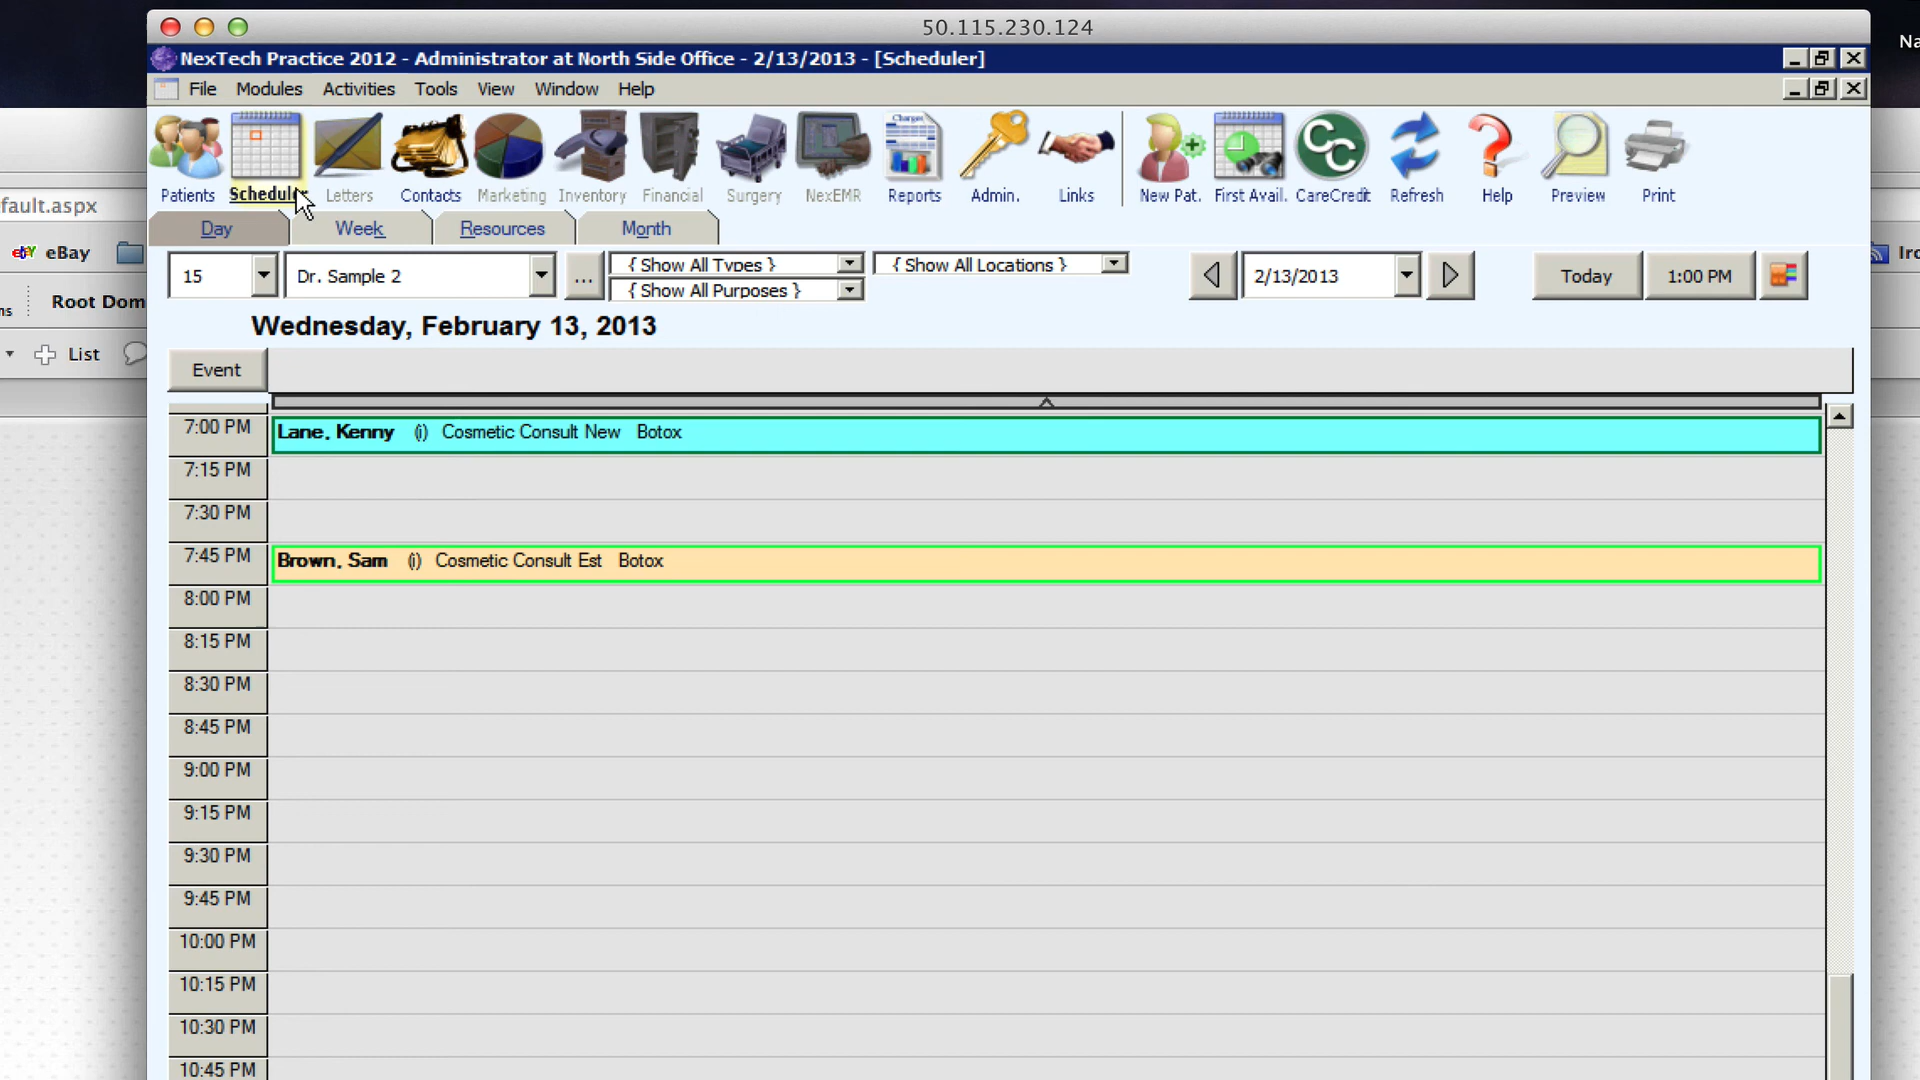 50.115.230.124
Na
NexTech Practice 2012 - Administrator at North Side Office - 2/13/2013 - [Scheduler]
File Modules Activities Tools View Window Help
Patients Scheduler Letters Contacts Marketing Inventory Financial Surgery NexEMR Reports Admin. Links New Pat. First Avail. CareCredit Refresh Help Preview Print
Charges
CC
fault.aspx
Day Week Resources Month
eBay
15 Dr. Sample 2 ... { Show All Types } { Show All Locations } 2/13/2013 Today 1:00 PM
{ Show All Purposes }
ns Root Dom
Wednesday, February 13, 2013
List
Event
7:00 PM Lane, Kenny (i) Cosmetic Consult New Botox
7:15 PM
7:30 PM
7:45 PM Brown, Sam (i) Cosmetic Consult Est Botox
8:00 PM
8:15 PM
8:30 PM
8:45 PM
9:00 PM
9:15 PM
9:30 PM
9:45 PM
10:00 PM
10:15 PM
10:30 PM
10:45 PM